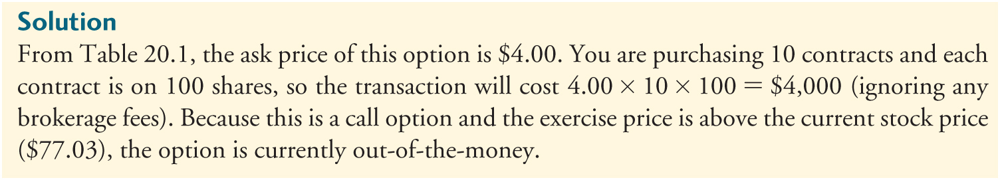 Solution
From Table 20.1, the ask price of this option is $4.00. You are purchasing 10 contracts and each
contract is on 100 shares, so the transaction will cost 4.00 × 10 × 100 = $4,000 (ignoring any
brokerage fees). Because this is a call option and the exercise price is above the current stock price
($77.03), the option is currently out-of-the-money.